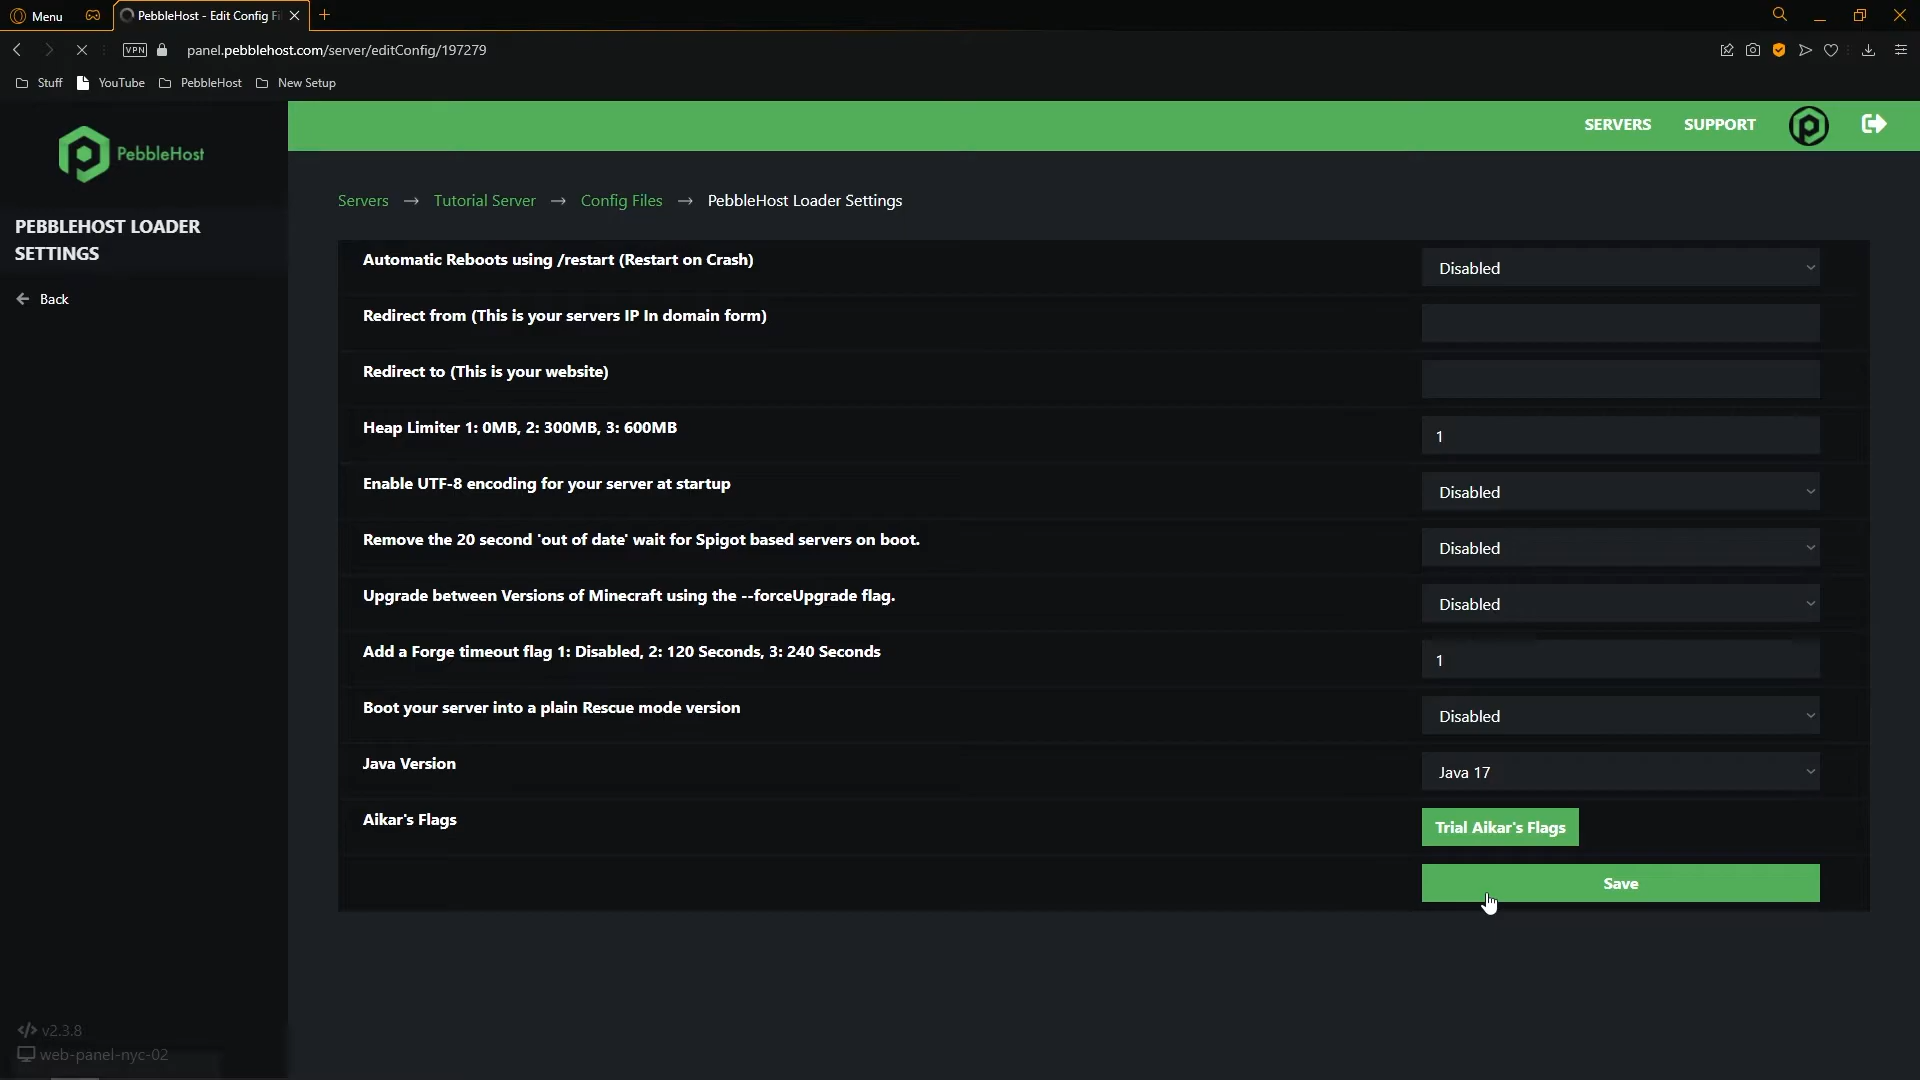 Menu
PebbleHost - Edit Config Fi
VPN
panel.pebblehost.com/server/editConfig/197279
Stuff
YouTube
PebbleHost
New Setup
PebbleHost
SERVERS
SUPPORT
PEBBLEHOST LOADER
SETTINGS
Back
Servers → Tutorial Server → Config Files → PebbleHost Loader Settings
Automatic Reboots using /restart (Restart on Crash)
Disabled
Redirect from (This is your servers IP In domain form)
Redirect to (This is your website)
Heap Limiter 1: 0MB, 2: 300MB, 3: 600MB
1
Enable UTF-8 encoding for your server at startup
Disabled
Remove the 20 second 'out of date' wait for Spigot based servers on boot.
Disabled
Upgrade between Versions of Minecraft using the --forceUpgrade flag.
Disabled
Add a Forge timeout flag 1: Disabled, 2: 120 Seconds, 3: 240 Seconds
1
Boot your server into a plain Rescue mode version
Disabled
Java Version
Java 17
Aikar's Flags
Trial Aikar's Flags
Save
</> v2.3.8
web-panel-nyc-02